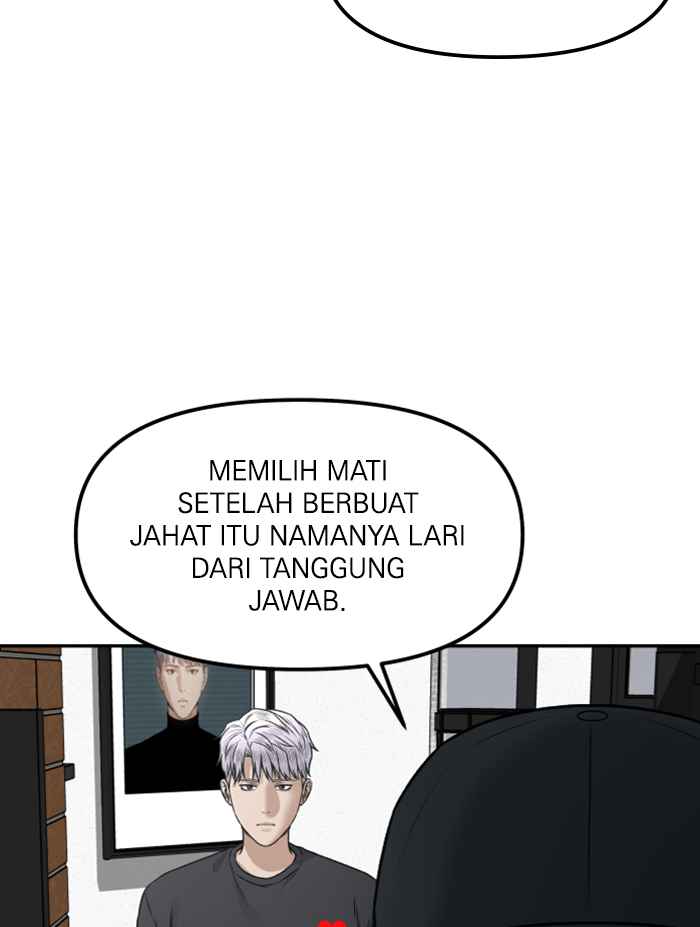 MEMILIH MATI
SETELAH BERBUAT
JAHAT ITU NAMANYA LARI
DARI TANGGUNG
JAWAB.